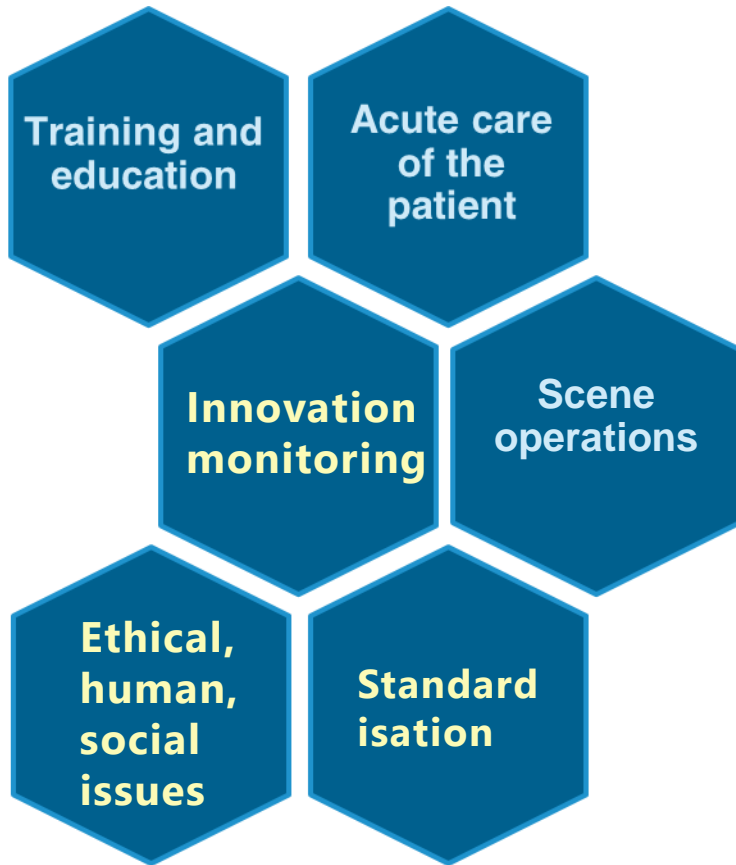 Training and
education
Acute care
of the
patient
Innovation
monitoring
Scene
operations
Ethical,
human,
social
issues
Standard
isation